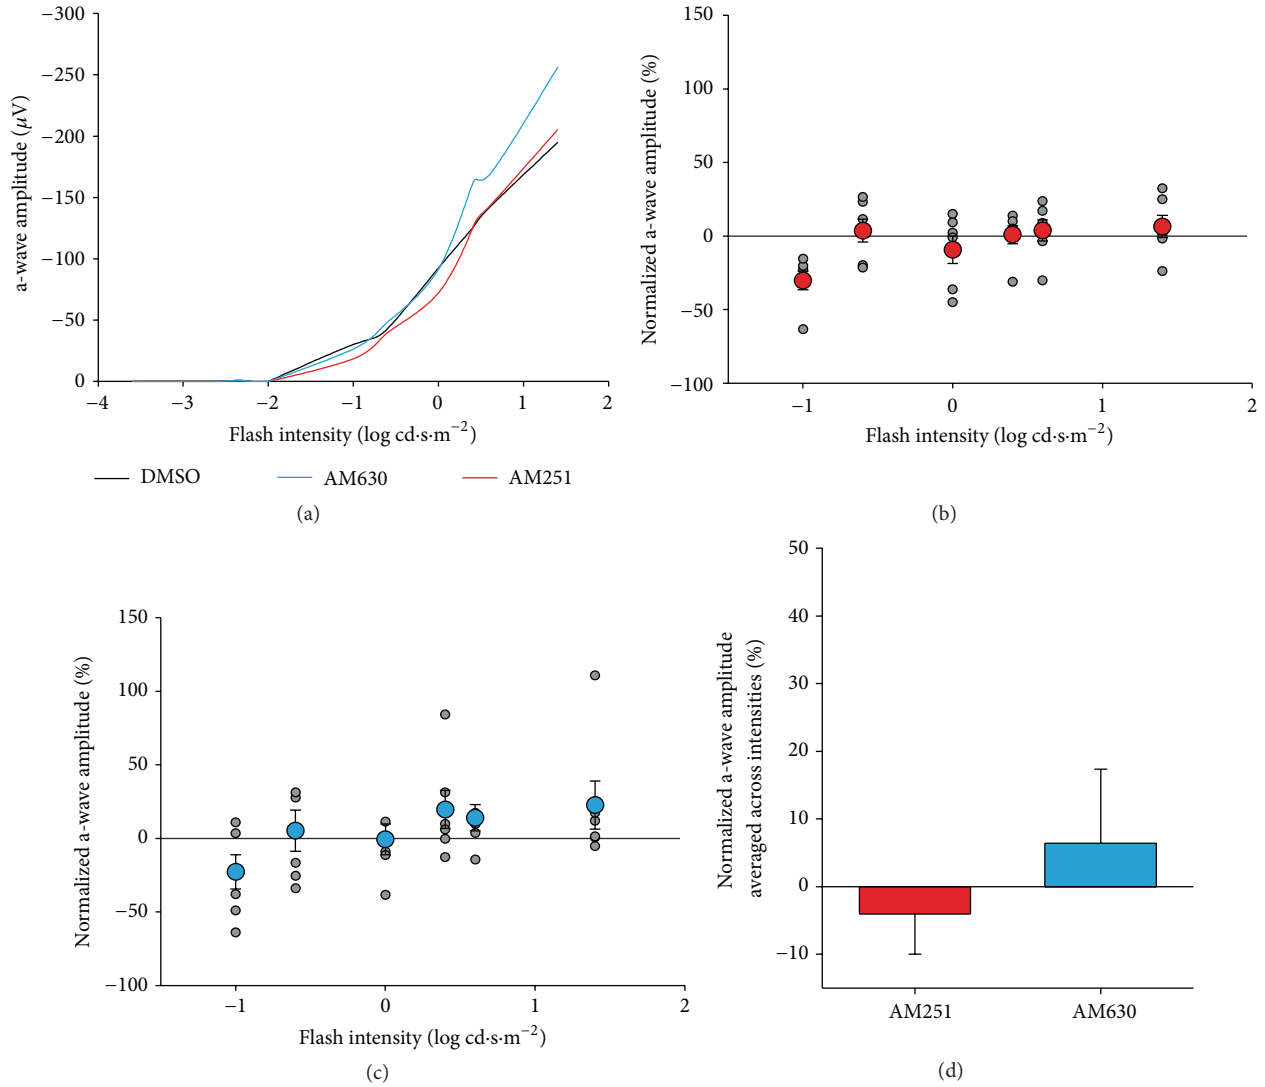 −300
−250
−200
−150
−100
−50
0
a-wave amplitude (μV)
−4 −3 −2 −1 0 1 2
Flash intensity (log cd·s·m−2)
DMSO AM630 AM251
(a)
150
100
50
0
−50
−100
Normalized a-wave amplitude (%)
−1 0 1 2
Flash intensity (log cd·s·m−2)
(b)
150
100
50
0
−50
−100
Normalized a-wave amplitude (%)
−1 0 1 2
Flash intensity (log cd·s·m−2)
(c)
50
40
30
20
10
0
−10
Normalized a-wave amplitude
averaged across intensities (%)
AM251 AM630
(d)